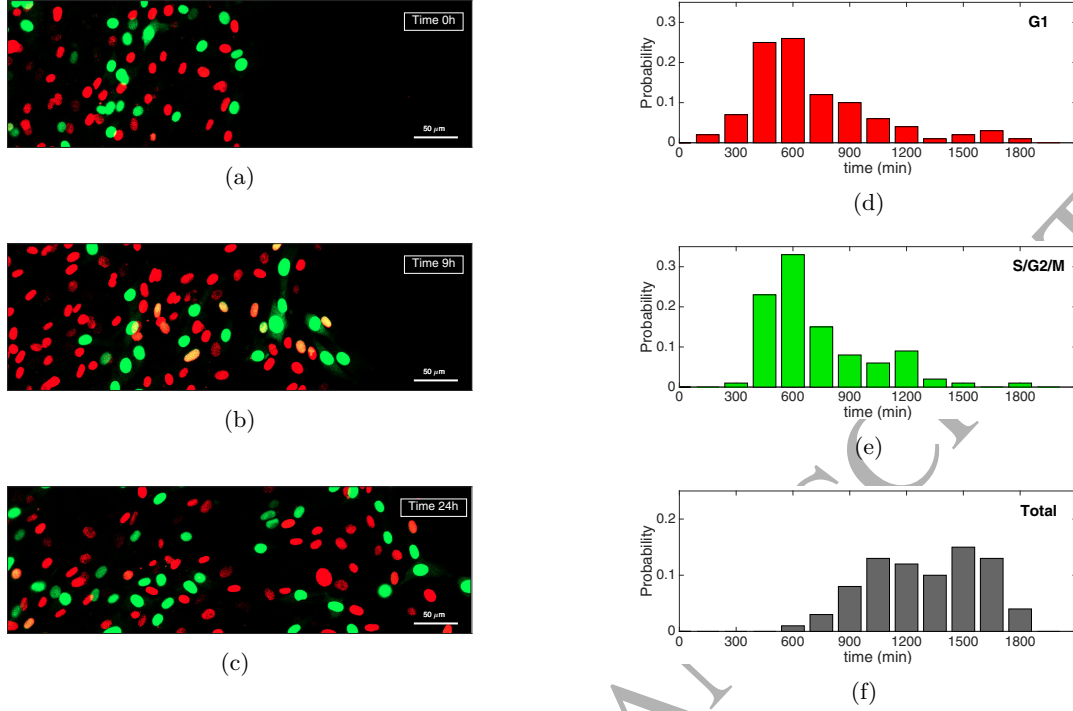 Time 0h
50 µm
(a)
Time 9h
50 µm
(b)
Time 24h
50 µm
(c)
G1
Probability
0.3
0.2
0.1
0
0 300 600 900 1200 1500 1800
time (min)
(d)
S/G2/M
Probability
0.3
0.2
0.1
0
0 300 600 900 1200 1500 1800
time (min)
(e)
Total
Probability
0.2
0.1
0
0 300 600 900 1200 1500 1800
time (min)
(f)